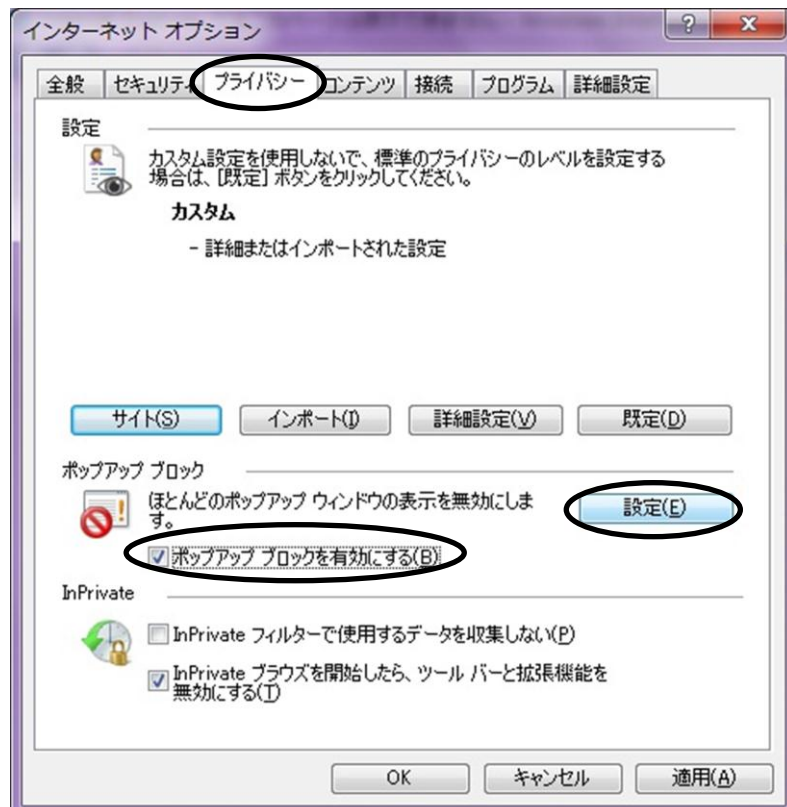 インターネット オプション
全般 セキュリティ プライバシー コンテンツ 接続 プログラム 詳細設定
設定
カスタム設定を使用しないで、標準のプライバシーのレベルを設定する
場合は、[既定] ボタンをクリックしてください。
カスタム
- 詳細またはインポートされた設定
サイト(S) インポート(I) 詳細設定(V) 既定(D)
ポップアップ ブロック
ほとんどのポップアップ ウィンドウの表示を無効にしま
す。
設定(E)
ポップアップ ブロックを有効にする(B)
InPrivate
InPrivate フィルターで使用するデータを収集しない(P)
InPrivate ブラウズを開始したら、ツール バーと拡張機能を
無効にする(T)
OK キャンセル 適用(A)